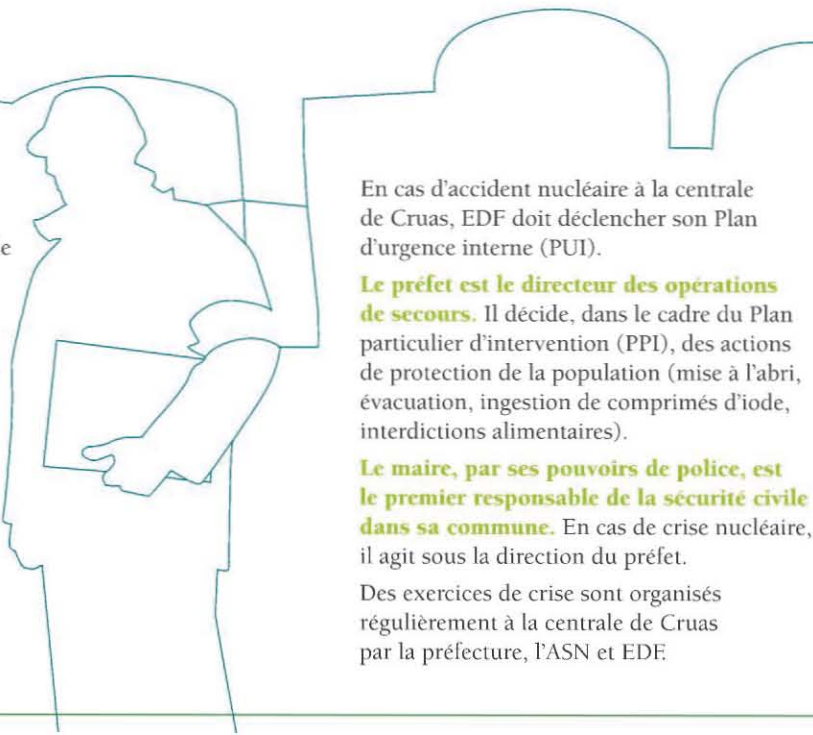 e
En cas d'accident nucléaire à la centrale
de Cruas, EDF doit déclencher son Plan
d'urgence interne (PUI).
Le préfet est le directeur des opérations
de secours. Il décide, dans le cadre du Plan
particulier d'intervention (PPI), des actions
de protection de la population (mise à l'abri,
évacuation, ingestion de comprimés d'iode,
interdictions alimentaires).
Le maire, par ses pouvoirs de police, est
le premier responsable de la sécurité civile
dans sa commune. En cas de crise nucléaire,
il agit sous la direction du préfet.
Des exercices de crise sont organisés
régulièrement à la centrale de Cruas
par la préfecture, l'ASN et EDF.